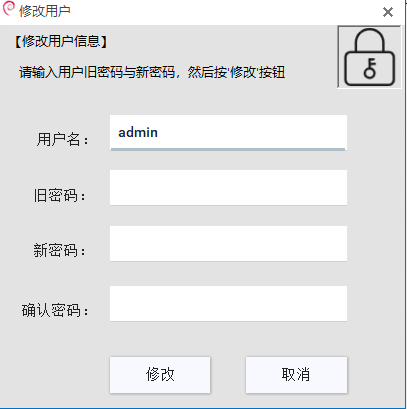 修改用户
【修改用户信息】
请输入用户旧密码与新密码，然后按'修改'按钮
用户名：
admin
旧密码：
新密码：
确认密码：
修改
取消